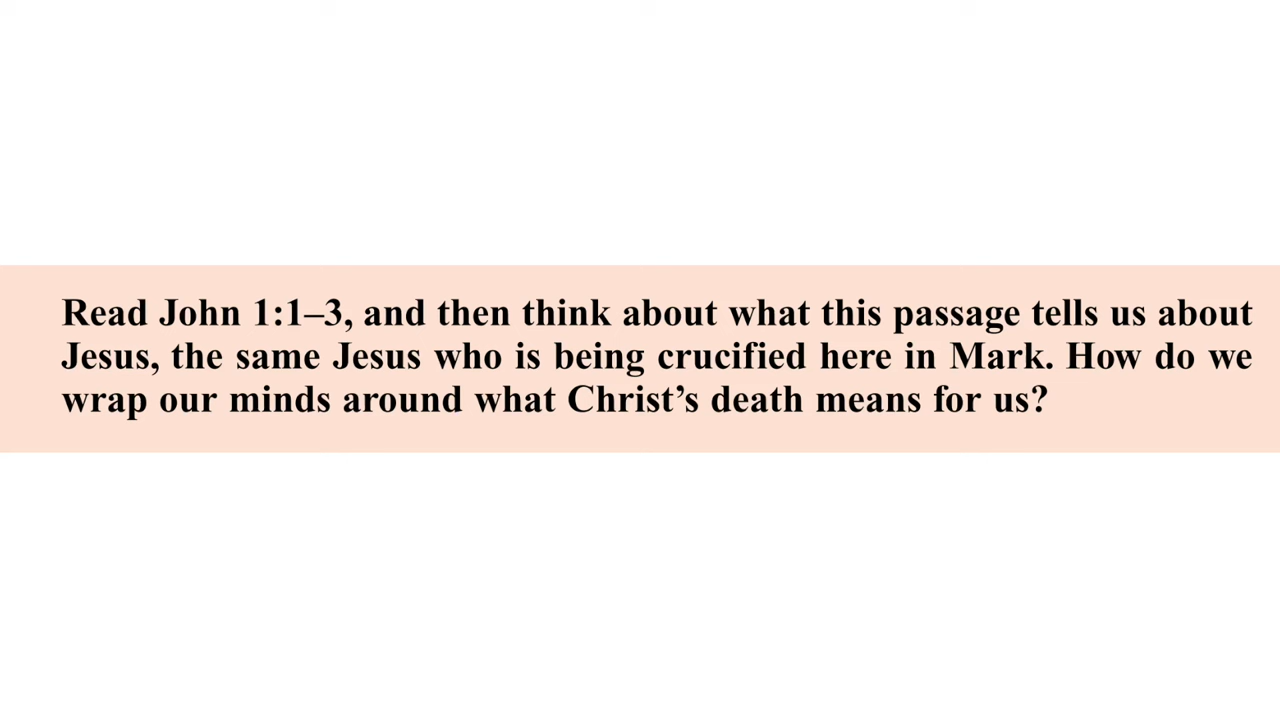 Read John 1:1–3, and then think about what this passage tells us about
Jesus, the same Jesus who is being crucified here in Mark. How do we
wrap our minds around what Christ’s death means for us?